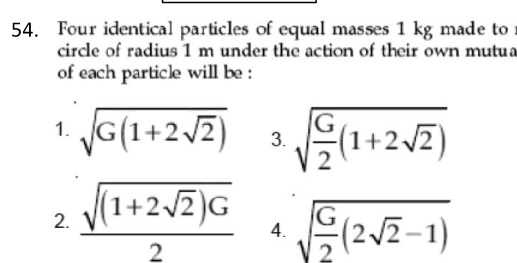 54. Four identical particles of equal masses 1 kg made to
circle of radius 1 m under the action of their own mutua
of each particle will be :
1. √G(1+2√2)
3. √G/2(1+2√2)
2. √(1+2√2)G/2
4. √G/2(2√2-1)